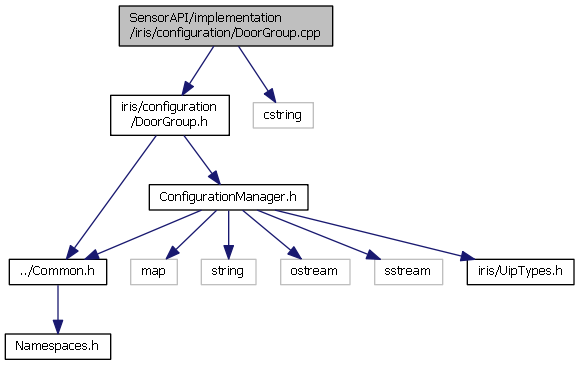 SensorAPI/implementation
/iris/configuration/DoorGroup.cpp
iris/configuration
/DoorGroup.h
cstring
ConfigurationManager.h
../Common.h
map
string
ostream
sstream
iris/UipTypes.h
Namespaces.h